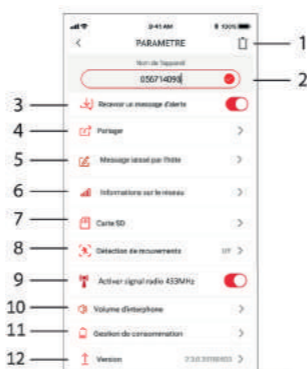 9:41 AM 100%
PARAMETRE 1
Nom de l'appareil
056714098 2
3 Recevoir un message d'alerte
4 Partager
5 Message laissé par l'hôte
6 Informations sur le réseau
7 Carte SD
8 Détection de mouvements off
9 Activer signal radio 433MHz
10 Volume d'interphone
11 Gestion de consommation
12 Version